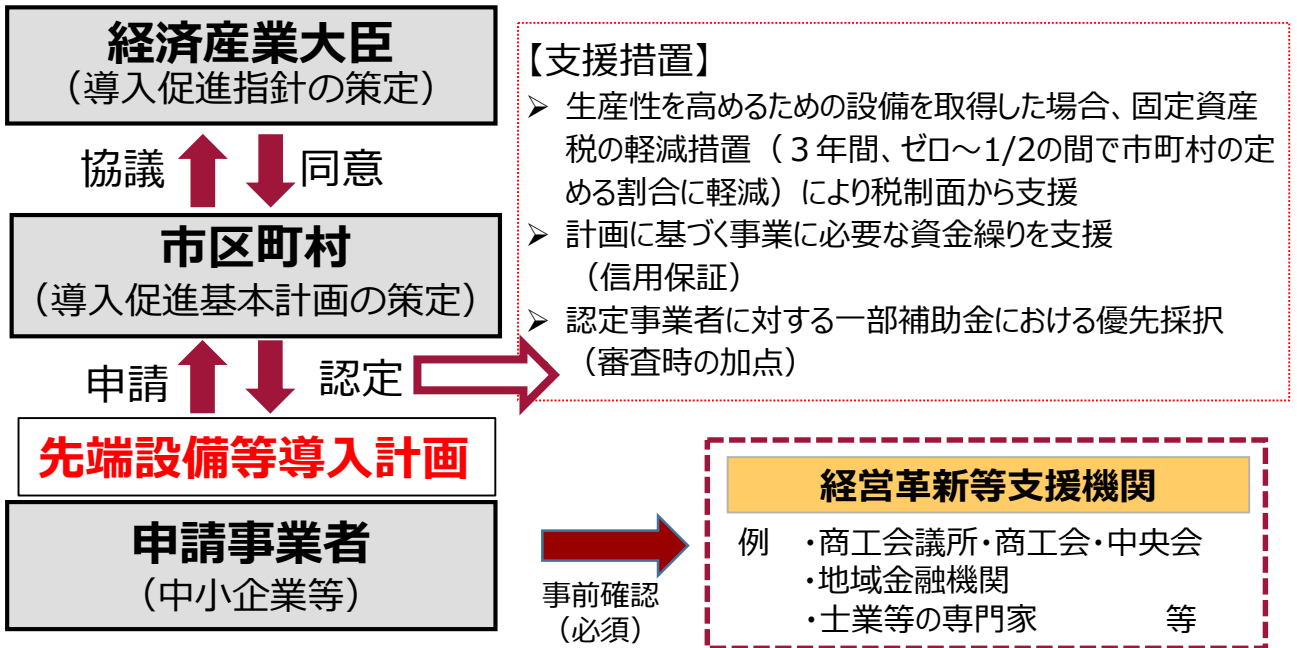 経済産業大臣
（導入促進指針の策定）
協議
同意
市区町村
（導入促進基本計画の策定）
申請
認定
先端設備等導入計画
申請事業者
（中小企業等）
【支援措置】
➢ 生産性を高めるための設備を取得した場合、固定資産
税の軽減措置（３年間、ゼロ～1/2の間で市町村の定
める割合に軽減）により税制面から支援
➢ 計画に基づく事業に必要な資金繰りを支援
（信用保証）
➢ 認定事業者に対する一部補助金における優先採択
（審査時の加点）
事前確認
（必須）
経営革新等支援機関
例 ・商工会議所・商工会・中央会
・地域金融機関
・士業等の専門家 等